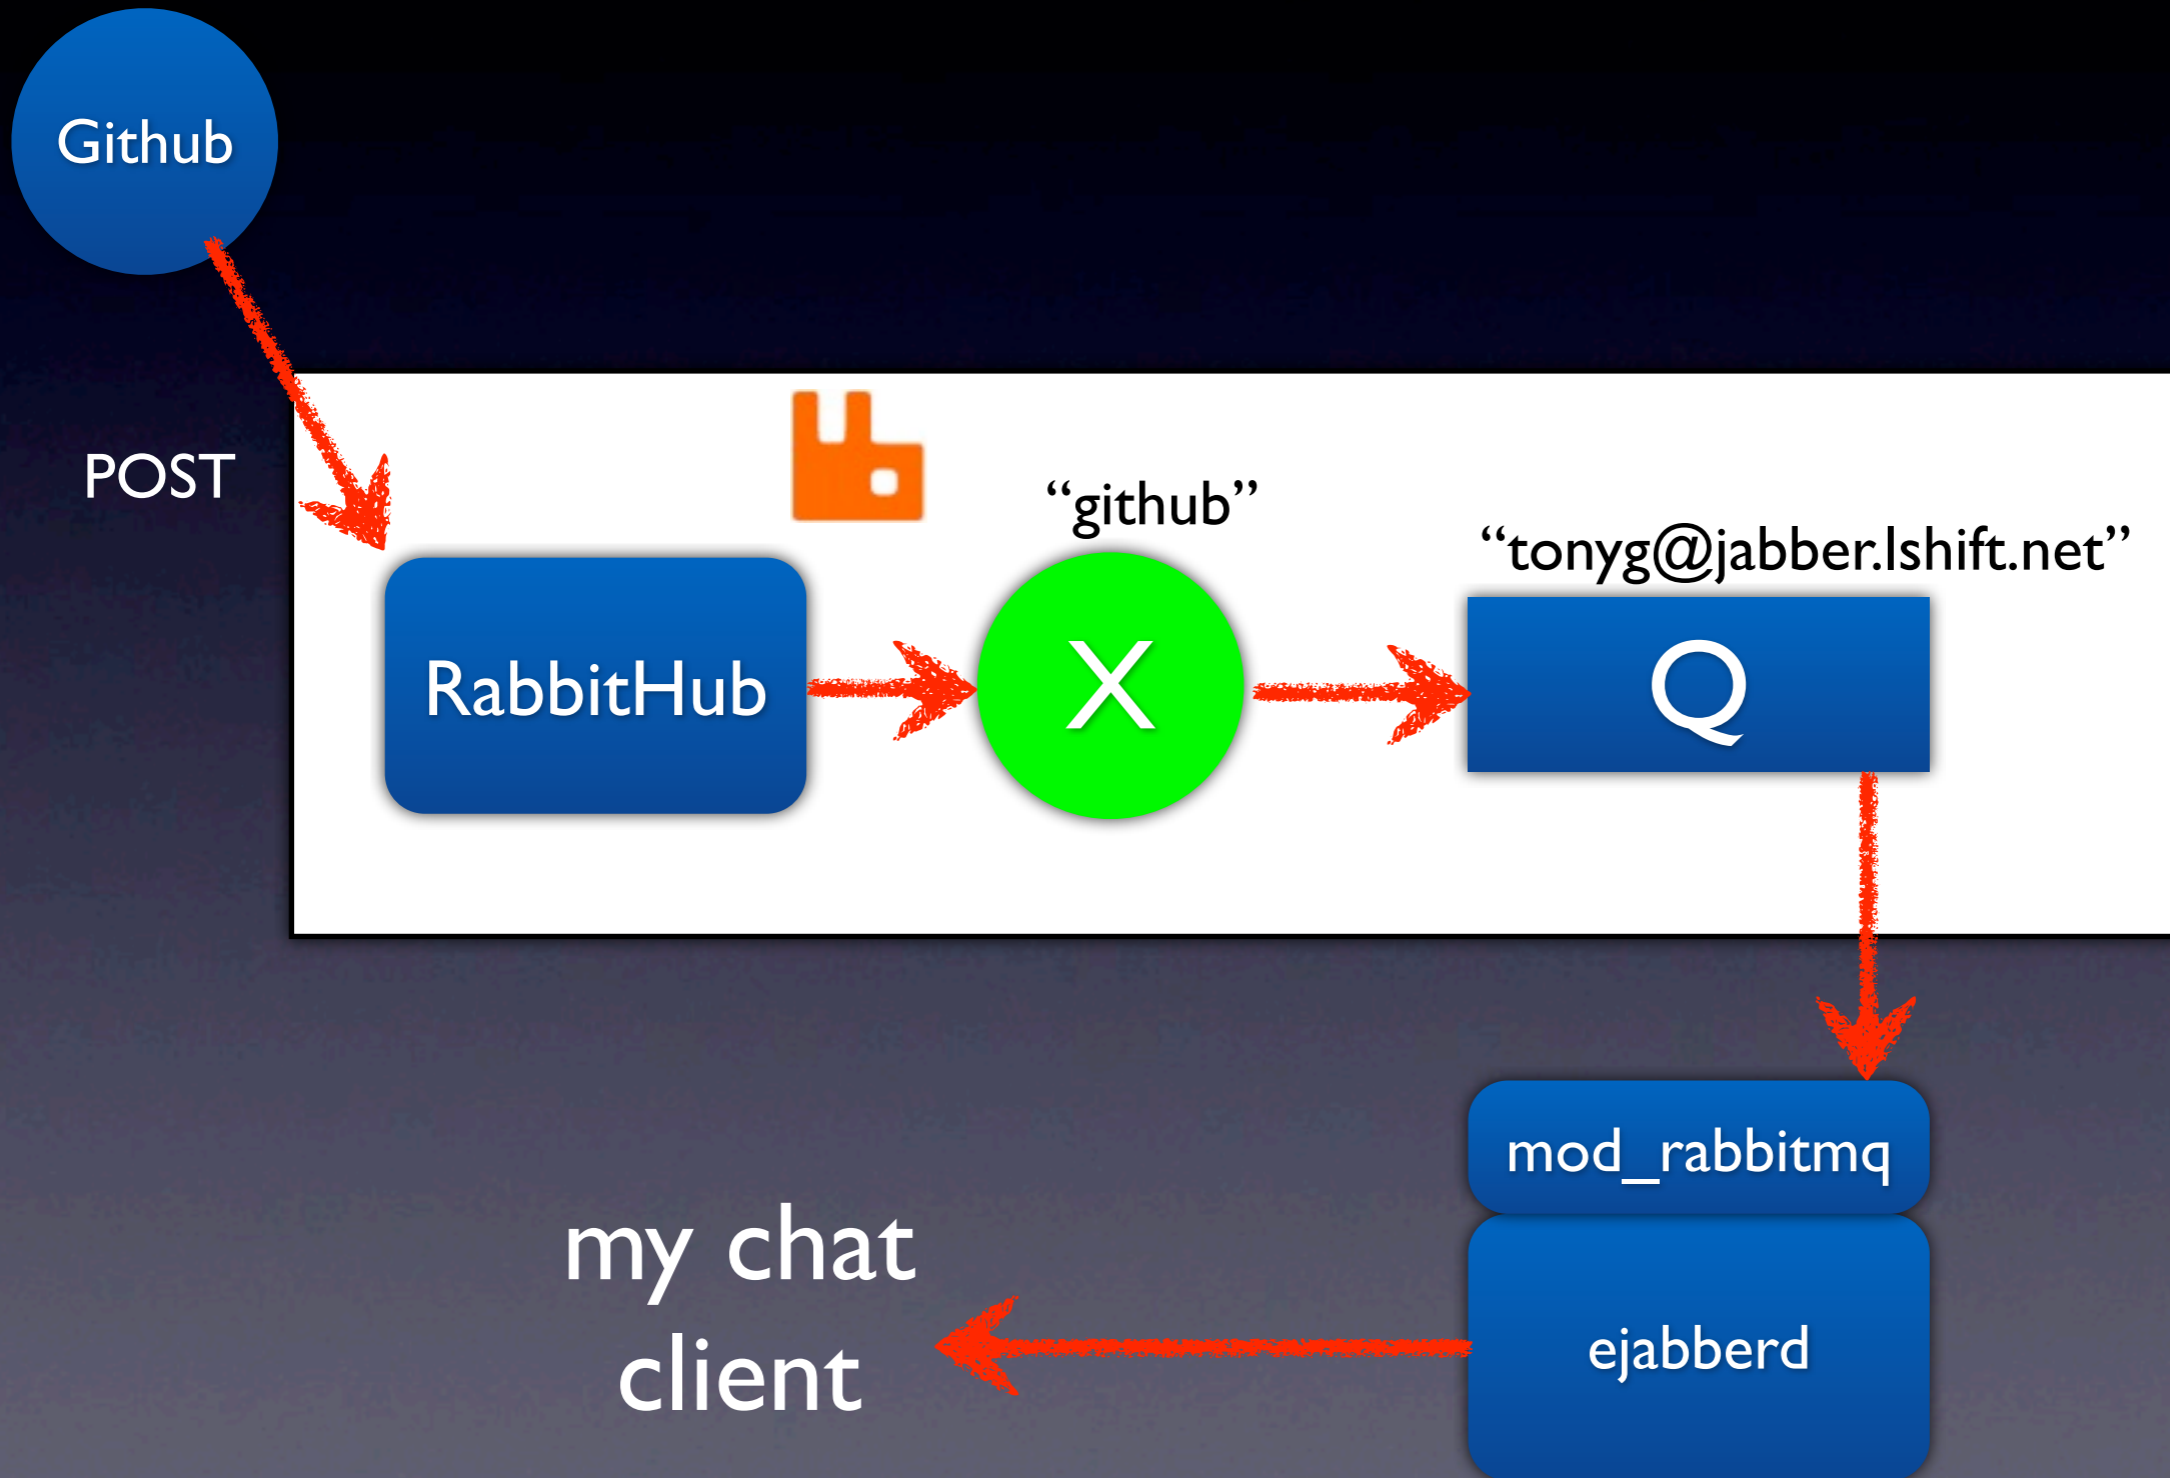 Github
POST
“github”
“tonyg@jabber.lshift.net”
RabbitHub
X
Q
mod_rabbitmq
my chat
client
ejabberd